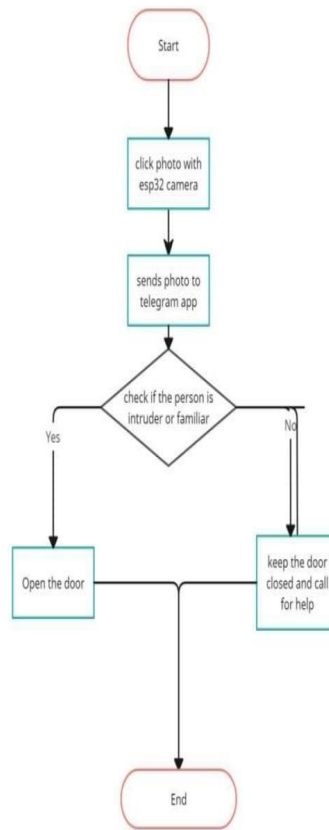 Start
click photo with
esp32 camera
sends photo to
telegram app
check if the person is
intruder or familiar
Yes
No
Open the door
keep the door
closed and call
for help
End